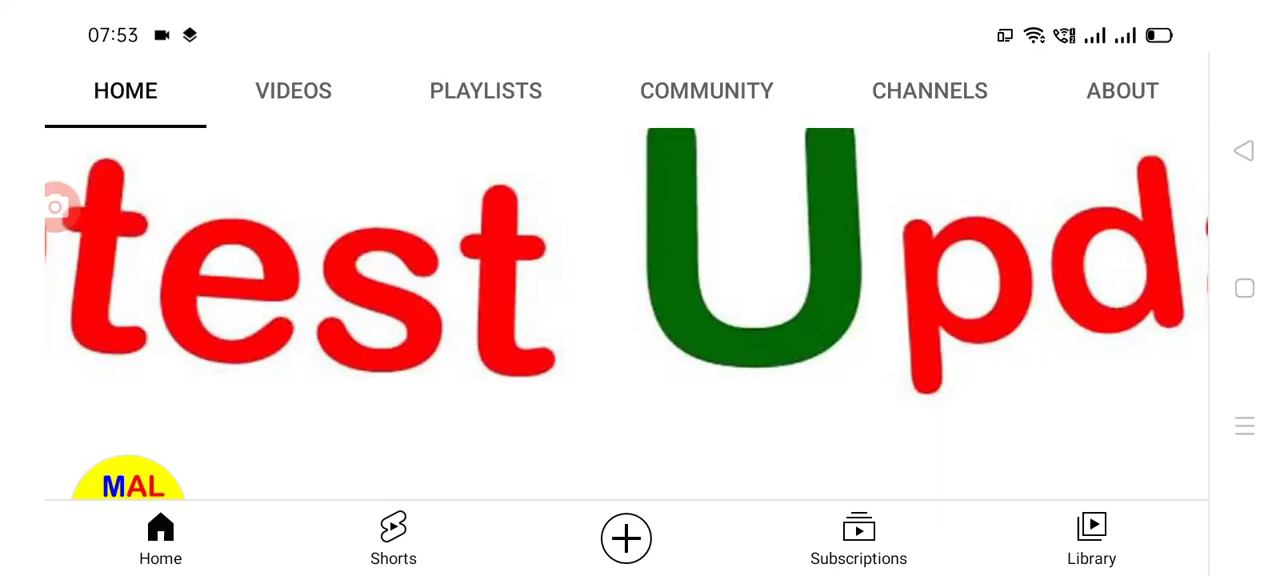 07:53
HOME VIDEOS PLAYLISTS COMMUNITY CHANNELS ABOUT
test Upd
MAL
Home Shorts Subscriptions Library